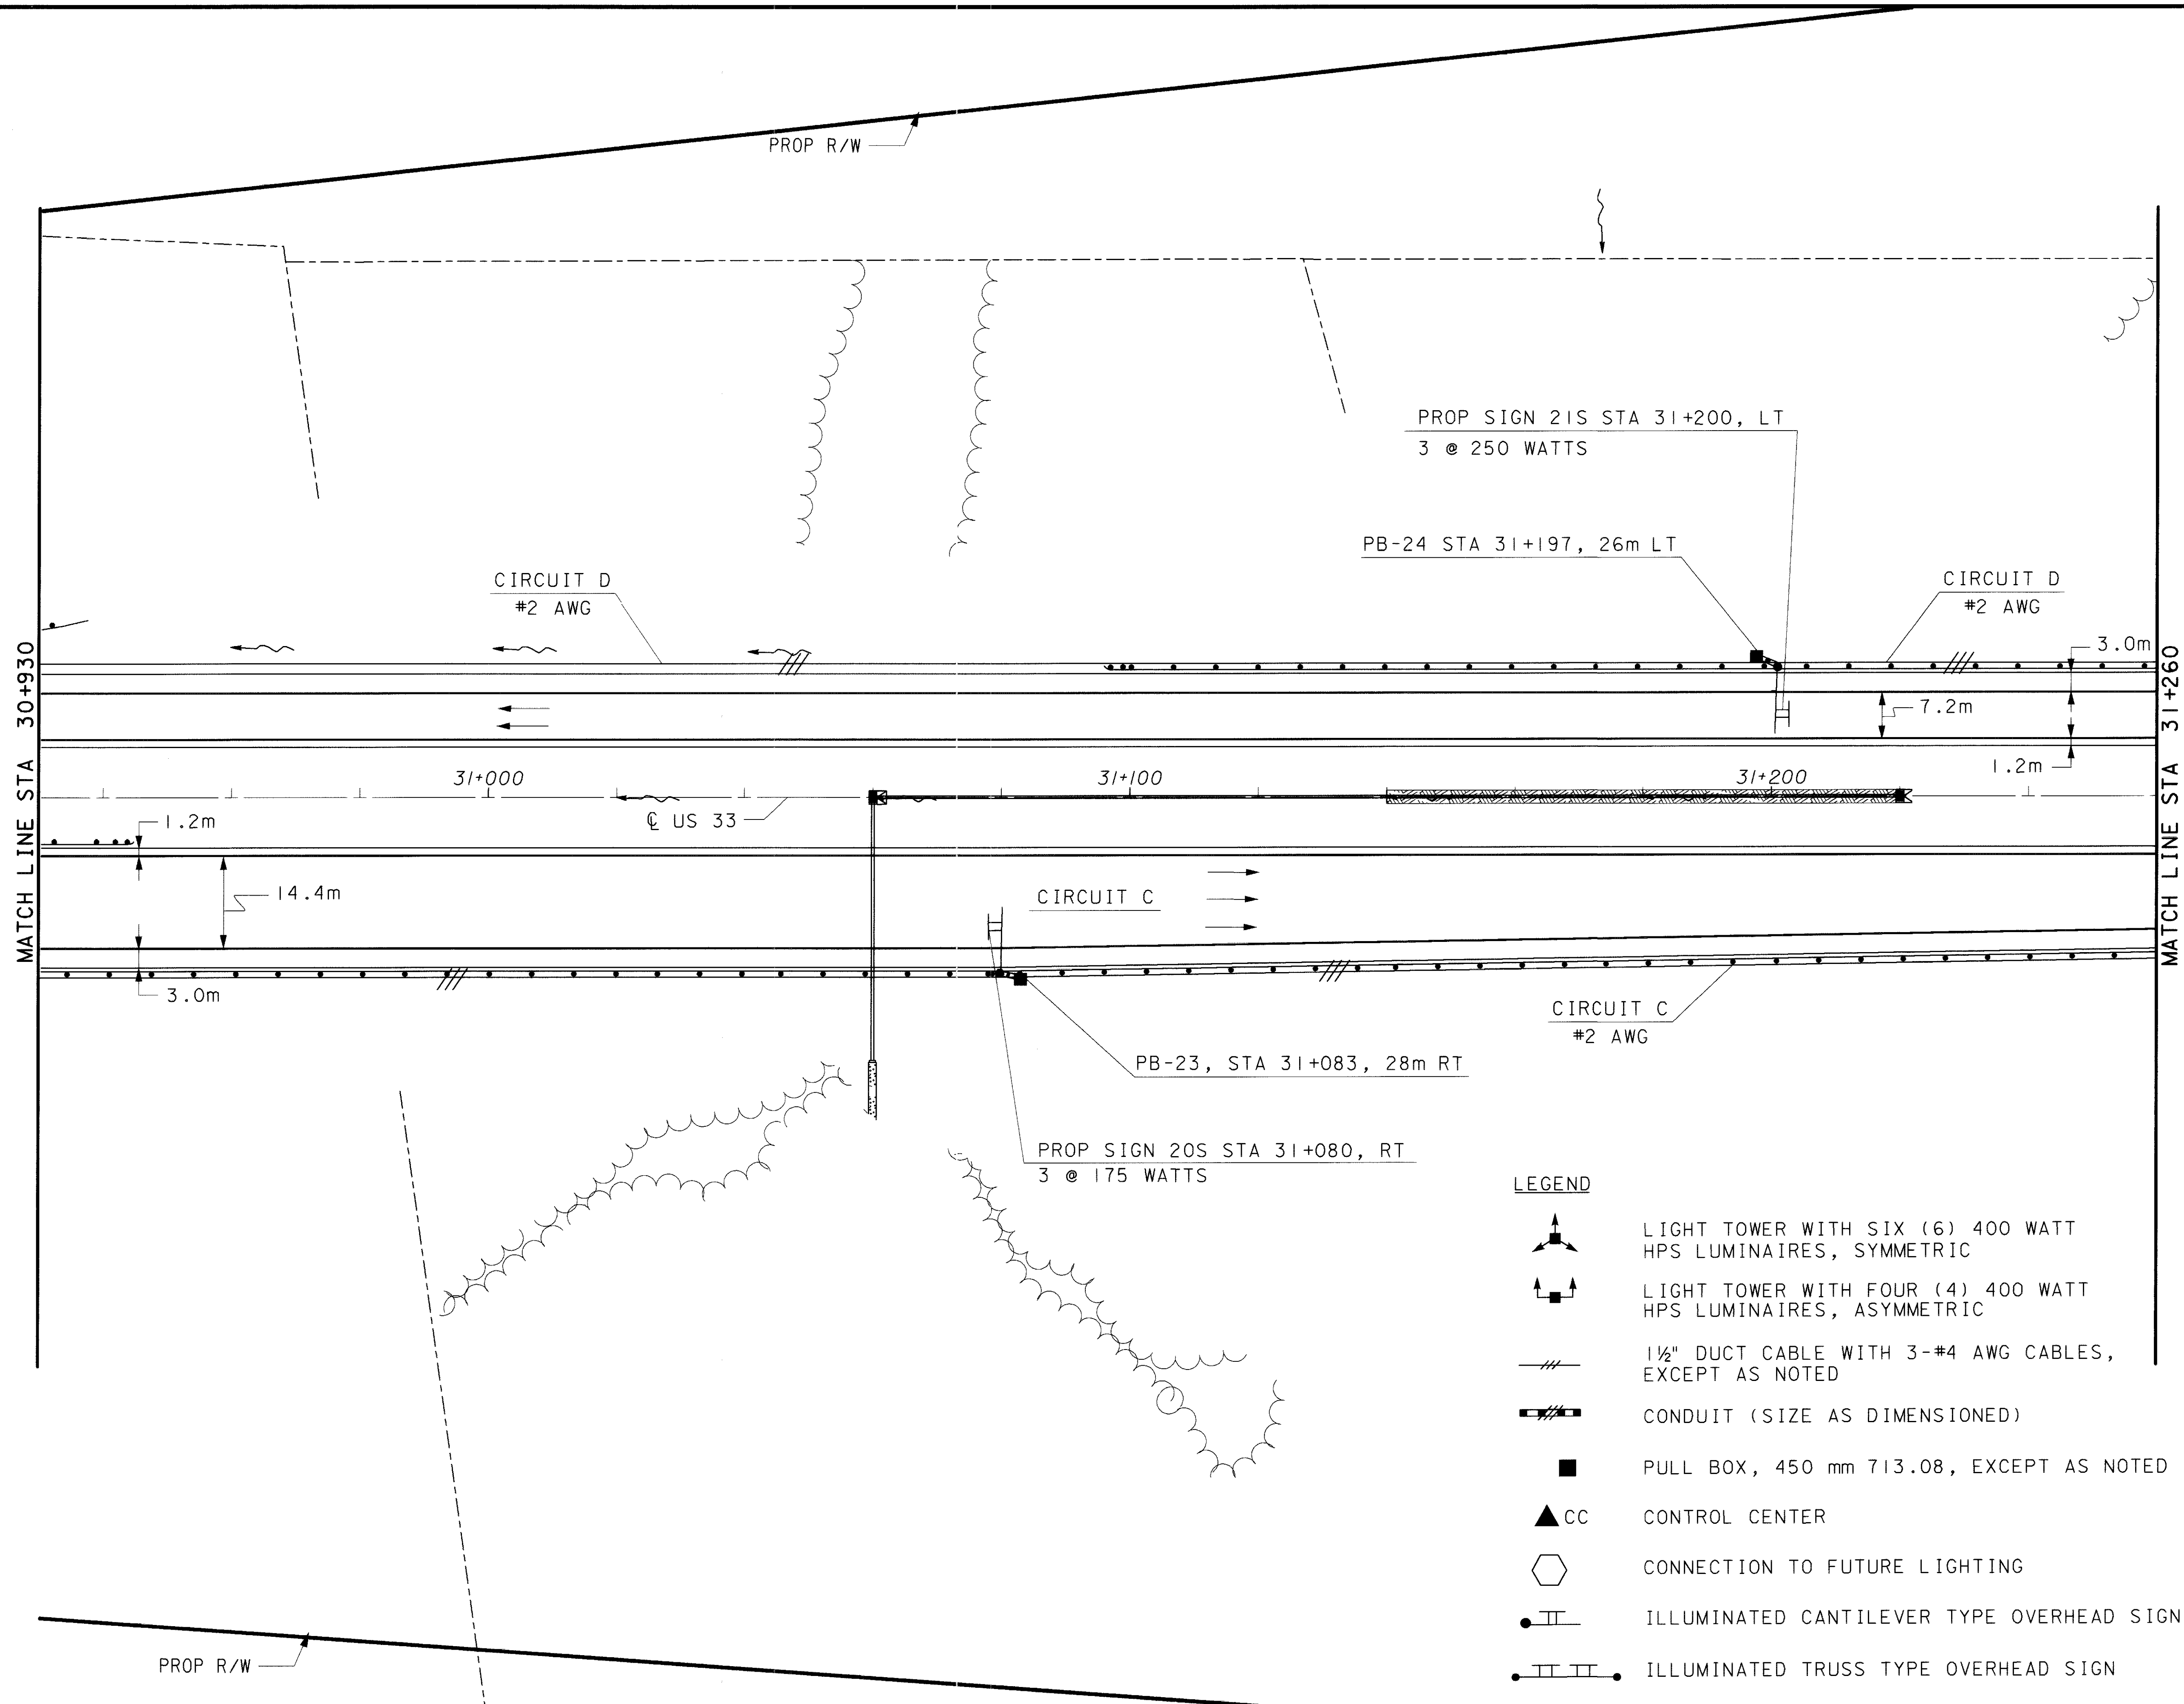 PROP R/W
PROP SIGN 21S STA 31+200, LT
3 @ 250 WATTS
PB-24 STA 31+197, 26m LT
CIRCUIT D
#2 AWG
CIRCUIT D
#2 AWG
3.0m
7.2m
1.2m
MATCH LINE STA 30+930
MATCH LINE STA 31+260
31+000
31+100
31+200
℄ US 33
1.2m
14.4m
3.0m
CIRCUIT C
CIRCUIT C
#2 AWG
PB-23, STA 31+083, 28m RT
PROP SIGN 20S STA 31+080, RT
3 @ 175 WATTS
LEGEND
LIGHT TOWER WITH SIX (6) 400 WATT
HPS LUMINAIRES, SYMMETRIC
LIGHT TOWER WITH FOUR (4) 400 WATT
HPS LUMINAIRES, ASYMMETRIC
1½" DUCT CABLE WITH 3-#4 AWG CABLES,
EXCEPT AS NOTED
CONDUIT (SIZE AS DIMENSIONED)
PULL BOX, 450 mm 713.08, EXCEPT AS NOTED
CC CONTROL CENTER
CONNECTION TO FUTURE LIGHTING
ILLUMINATED CANTILEVER TYPE OVERHEAD SIGN
ILLUMINATED TRUSS TYPE OVERHEAD SIGN
PROP R/W